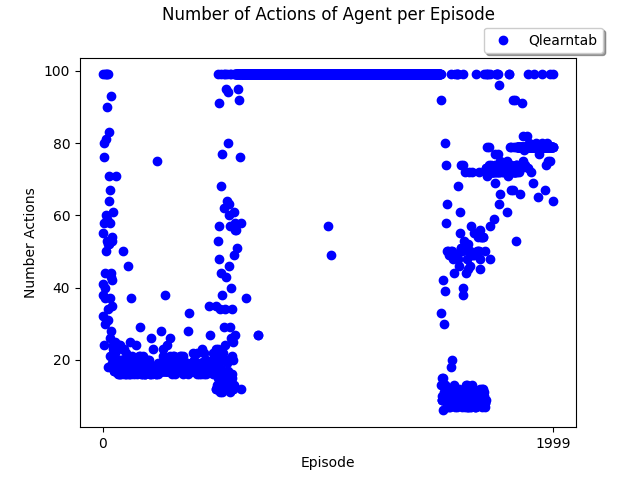 Number of Actions of Agent per Episode
Qlearntab
100
80
60
40
20
Number Actions
0
1999
Episode